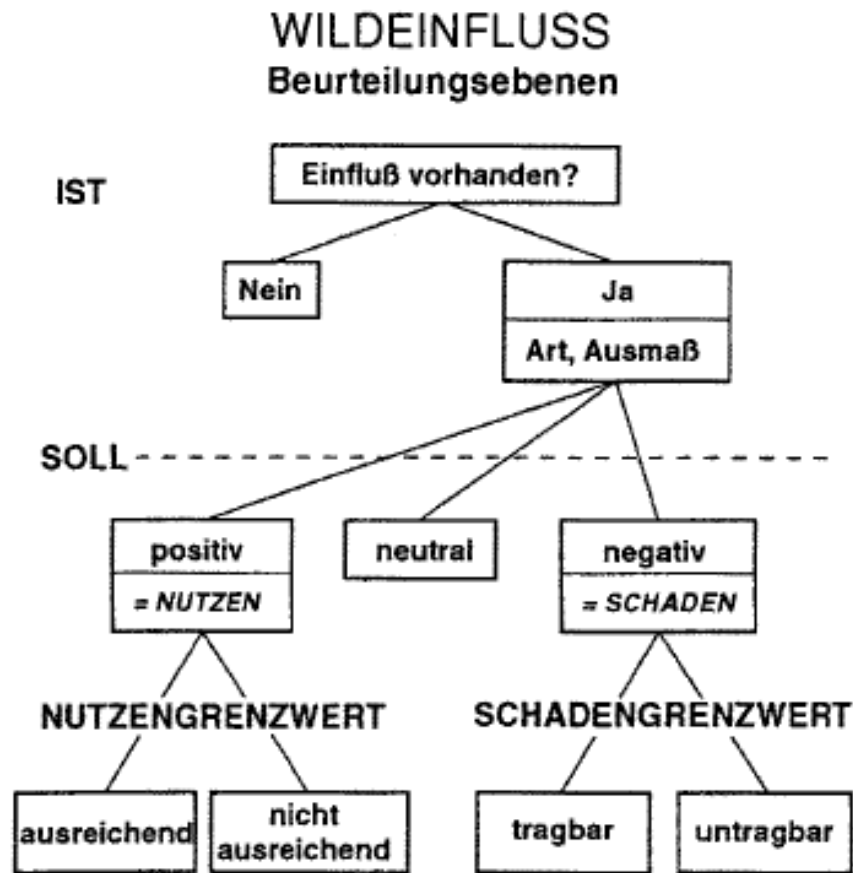 WILDEINFLUSS
Beurteilungsebenen
IST
Einfluß vorhanden?
Nein
Ja
Art, Ausmaß
SOLL
positiv
= NUTZEN
neutral
negativ
= SCHADEN
NUTZENGRENZWERT
SCHADENGRENZWERT
ausreichend
nicht
ausreichend
tragbar
untragbar